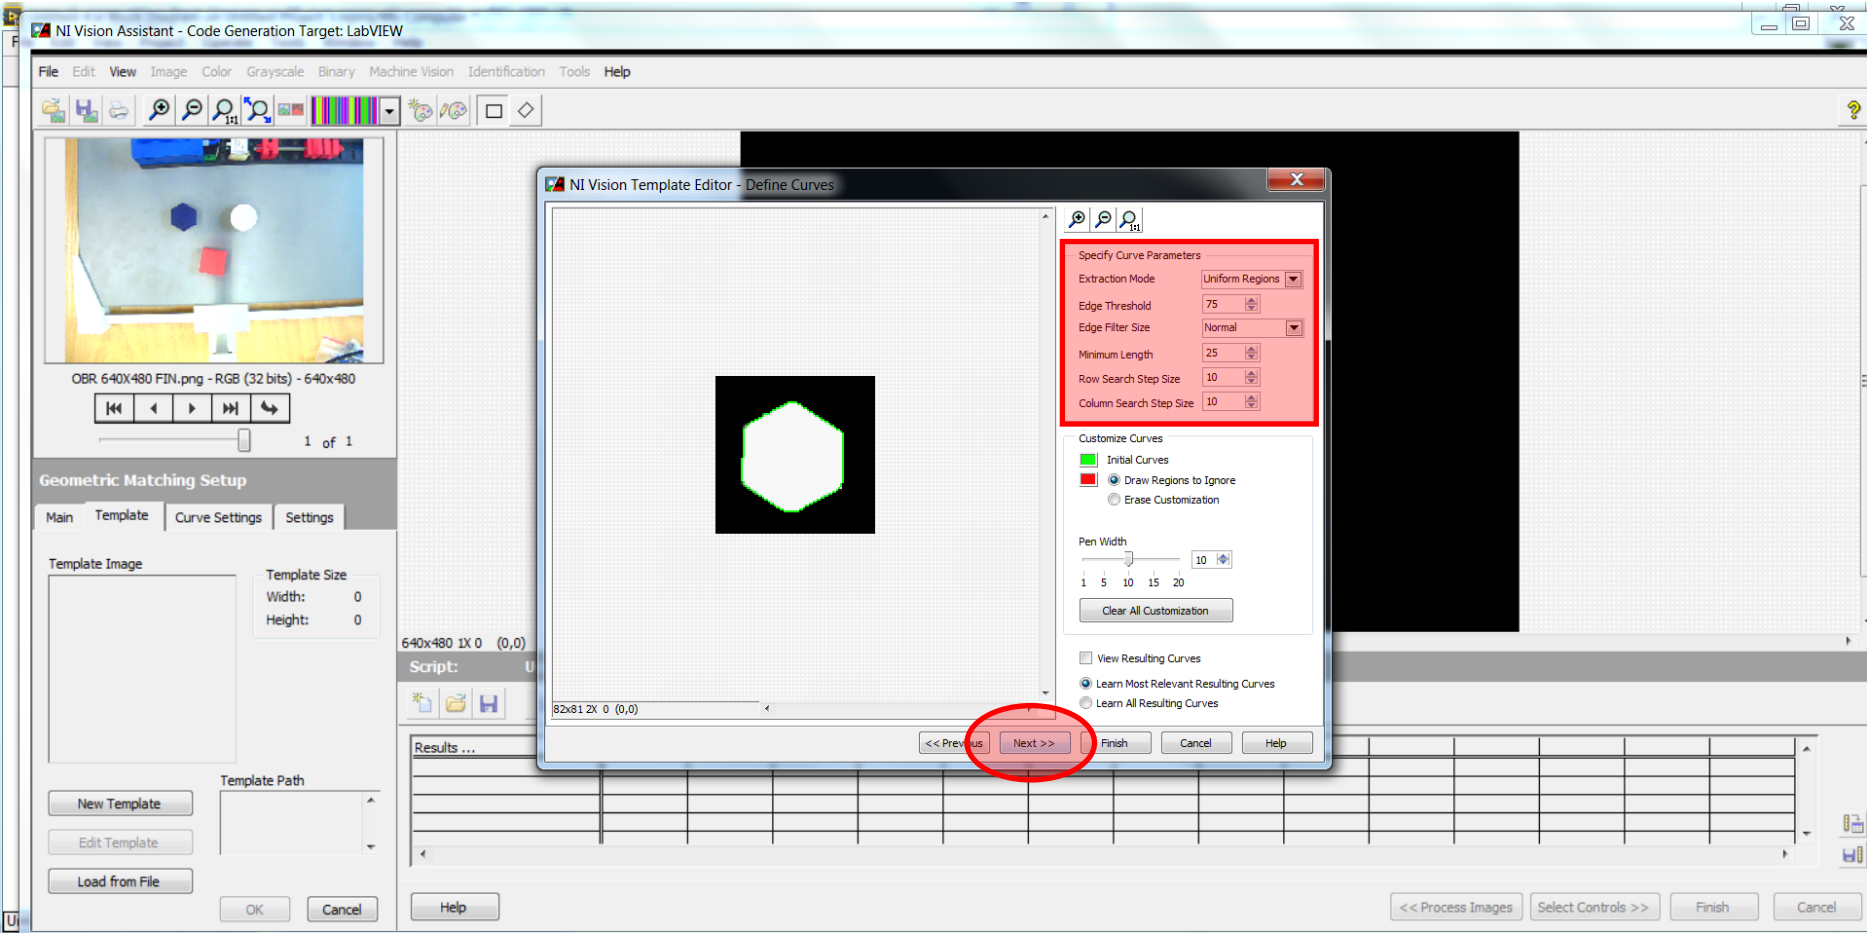 NI Vision Assistant - Code Generation Target: LabVIEW
File Edit View Image Color Grayscale Binary Machine Vision Identification Tools Help
1:1
?
OBR 640X480 FIN.png - RGB (32 bits) - 640x480
1 of 1
Geometric Matching Setup
Main Template Curve Settings Settings
Template Image
Template Size
Width: 0
Height: 0
Template Path
New Template
Edit Template
Load from File
OK Cancel
640x480 1X 0 (0,0)
Script: U
Results ...
Help
<< Process Images Select Controls >> Finish Cancel
NI Vision Template Editor - Define Curves
1:1
Specify Curve Parameters
Extraction Mode Uniform Regions
Edge Threshold 75
Edge Filter Size Normal
Minimum Length 25
Row Search Step Size 10
Column Search Step Size 10
Customize Curves
Initial Curves
Draw Regions to Ignore
Erase Customization
Pen Width
10
1 5 10 15 20
Clear All Customization
View Resulting Curves
Learn Most Relevant Resulting Curves
Learn All Resulting Curves
82x81 2X 0 (0,0)
<< Previous Next >> Finish Cancel Help